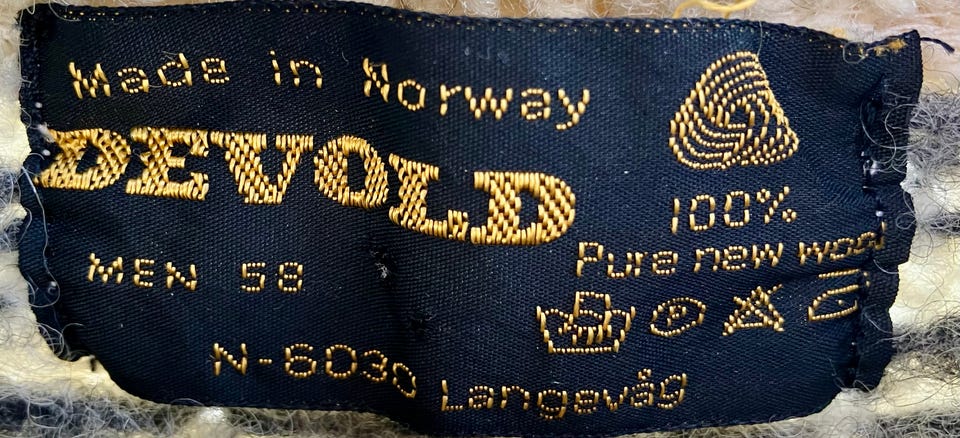 Made in Norway
DEVOLD
MEN 58
N-6030 Langevåg
100%
Pure new wool
P